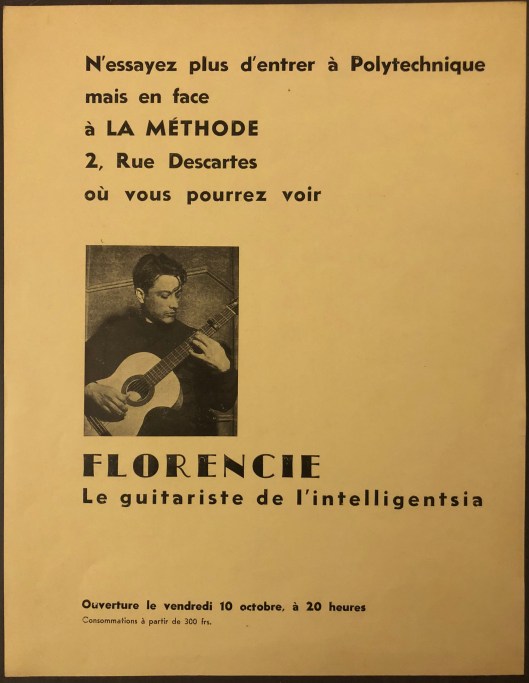 N'essayez plus d'entrer à Polytechnique
mais en face
à LA MÉTHODE
2, Rue Descartes
où vous pourrez voir
FLORENCIE
Le guitariste de l'intelligentsia
Ouverture le vendredi 10 octobre, à 20 heures
Consommations à partir de 300 frs.